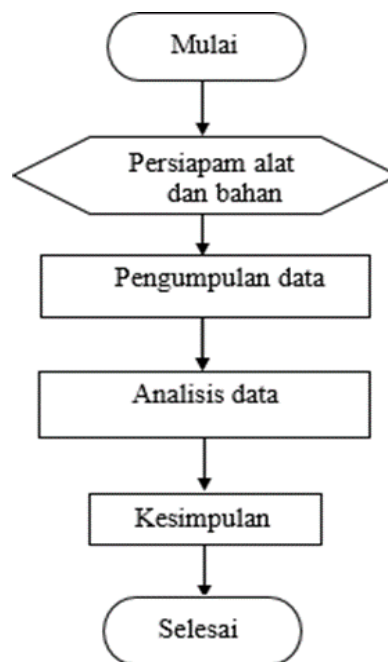 Mulai
Persiapam alat
dan bahan
Pengumpulan data
Analisis data
Kesimpulan
Selesai